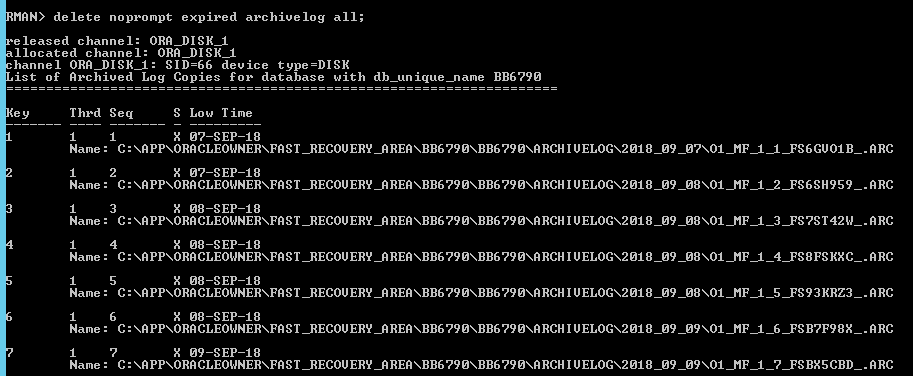 RMAN> delete noprompt expired archivelog all;
released channel: ORA_DISK_1
allocated channel: ORA_DISK_1
channel ORA_DISK_1: SID=66 device type=DISK
List of Archived Log Copies for database with db_unique_name BB6790
=====================================================================
Key     Thrd Seq     S Low Time
------- ---- ------- - ---------
1       1    1       X 07-SEP-18
        Name: C:\APP\ORACLEOWNER\FAST_RECOVERY_AREA\BB6790\BB6790\ARCHIVELOG\2018_09_07\O1_MF_1_1_FS6GVO1B_.ARC
2       1    2       X 07-SEP-18
        Name: C:\APP\ORACLEOWNER\FAST_RECOVERY_AREA\BB6790\BB6790\ARCHIVELOG\2018_09_08\O1_MF_1_2_FS6SH959_.ARC
3       1    3       X 08-SEP-18
        Name: C:\APP\ORACLEOWNER\FAST_RECOVERY_AREA\BB6790\BB6790\ARCHIVELOG\2018_09_08\O1_MF_1_3_FS7ST42W_.ARC
4       1    4       X 08-SEP-18
        Name: C:\APP\ORACLEOWNER\FAST_RECOVERY_AREA\BB6790\BB6790\ARCHIVELOG\2018_09_08\O1_MF_1_4_FS8FSKXC_.ARC
5       1    5       X 08-SEP-18
        Name: C:\APP\ORACLEOWNER\FAST_RECOVERY_AREA\BB6790\BB6790\ARCHIVELOG\2018_09_08\O1_MF_1_5_FS93KRZ3_.ARC
6       1    6       X 08-SEP-18
        Name: C:\APP\ORACLEOWNER\FAST_RECOVERY_AREA\BB6790\BB6790\ARCHIVELOG\2018_09_09\O1_MF_1_6_FSB7F98X_.ARC
7       1    7       X 09-SEP-18
        Name: C:\APP\ORACLEOWNER\FAST_RECOVERY_AREA\BB6790\BB6790\ARCHIVELOG\2018_09_09\O1_MF_1_7_FSBX5CBD_.ARC